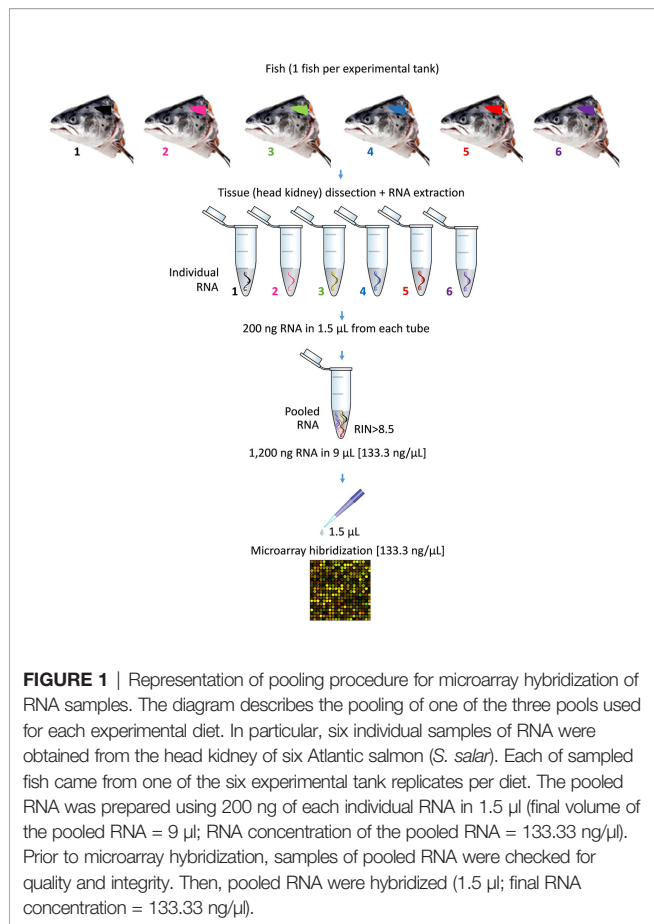 Fish (1 fish per experimental tank)
1 2 3 4 5 6
Tissue (head kidney) dissection + RNA extraction
Individual
RNA
1 2 3 4 5 6
200 ng RNA in 1.5 µL from each tube
Pooled
RNA
RIN>8.5
1,200 ng RNA in 9 µL [133.3 ng/µL]
1.5 µL
Microarray hibridization [133.3 ng/µL]
FIGURE 1 | Representation of pooling procedure for microarray hybridization of
RNA samples. The diagram describes the pooling of one of the three pools used
for each experimental diet. In particular, six individual samples of RNA were
obtained from the head kidney of six Atlantic salmon (S. salar). Each of sampled
fish came from one of the six experimental tank replicates per diet. The pooled
RNA was prepared using 200 ng of each individual RNA in 1.5 µl (final volume of
the pooled RNA = 9 µl; RNA concentration of the pooled RNA = 133.33 ng/µl).
Prior to microarray hybridization, samples of pooled RNA were checked for
quality and integrity. Then, pooled RNA were hybridized (1.5 µl; final RNA
concentration = 133.33 ng/µl).